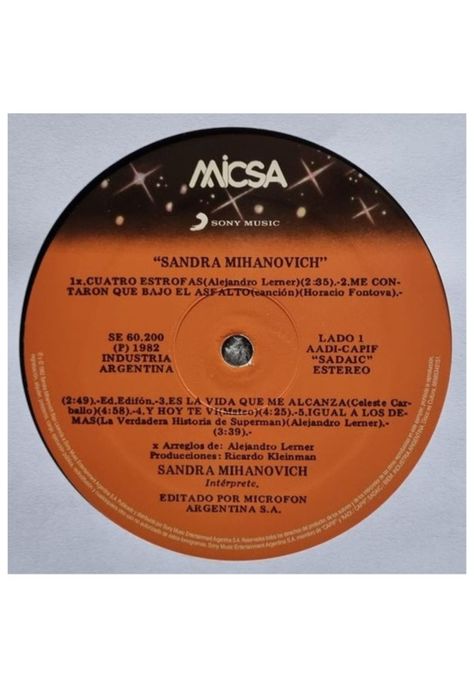 MICSA
SONY MUSIC
"SANDRA MIHANOVICH"
1x.CUATRO ESTROFAS(Alejandro Lerner)(2:35).-2.ME CON-
TARON QUE BAJO EL ASFALTO(canción)(Horacio Fontova).-
SE 60.200
(P) 1982
INDUSTRIA
ARGENTINA
LADO 1
AADI-CAPIF
"SADAIC"
ESTEREO
(2:49).-Ed.Edifón.-3.ES LA VIDA QUE ME ALCANZA(Celeste Car-
ballo)(4:58).-4.Y HOY TE VI(Mateo)(4:25).-5.IGUAL A LOS DE-
MAS(La Verdadera Historia de Superman)(Alejandro Lerner).-
(3:39).-
x Arreglos de: Alejandro Lerner
Producciones: Ricardo Kleinman
SANDRA MIHANOVICH
Intérprete.
EDITADO POR MICROFON
ARGENTINA S.A.